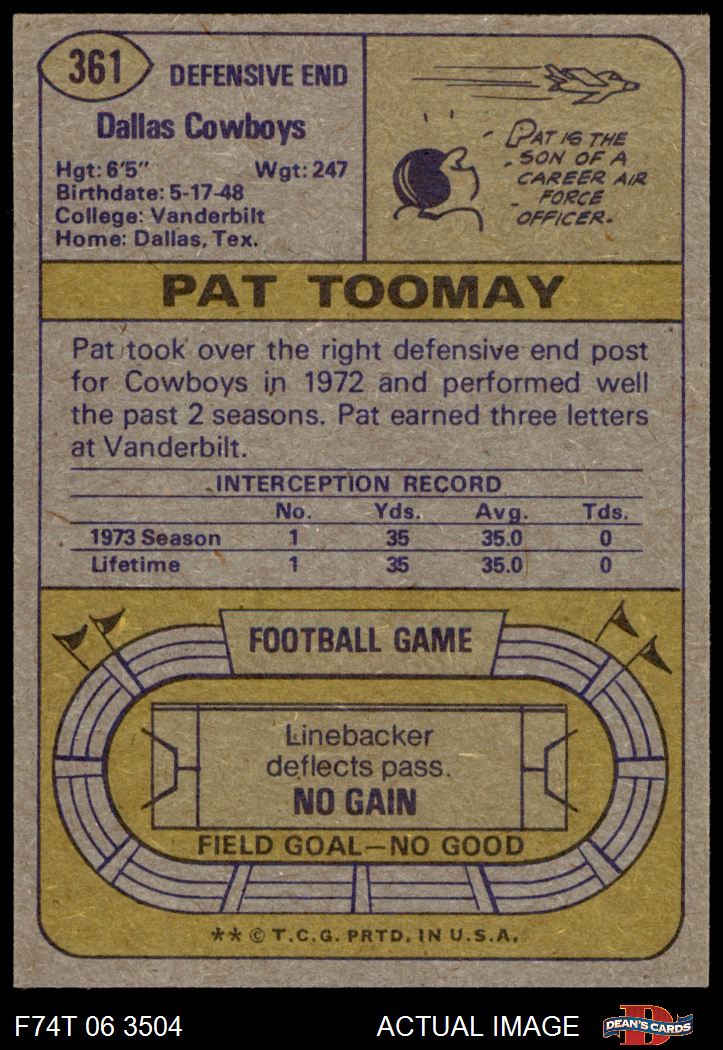 361
DEFENSIVE END
Dallas Cowboys
Hgt: 6'5" Wgt: 247
Birthdate: 5-17-48
College: Vanderbilt
Home: Dallas, Tex.
PAT IS THE
SON OF A
CAREER AIR
FORCE
OFFICER.
PAT TOOMAY
Pat took over the right defensive end post
for Cowboys in 1972 and performed well
the past 2 seasons. Pat earned three letters
at Vanderbilt.
INTERCEPTION RECORD
No. Yds. Avg. Tds.
1973 Season 1 35 35.0 0
Lifetime 1 35 35.0 0
FOOTBALL GAME
Linebacker
deflects pass.
NO GAIN
FIELD GOAL—NO GOOD
** © T.C.G. PRTD. IN U.S.A.
F74T 06 3504 ACTUAL IMAGE
D
DEAN'S CARDS